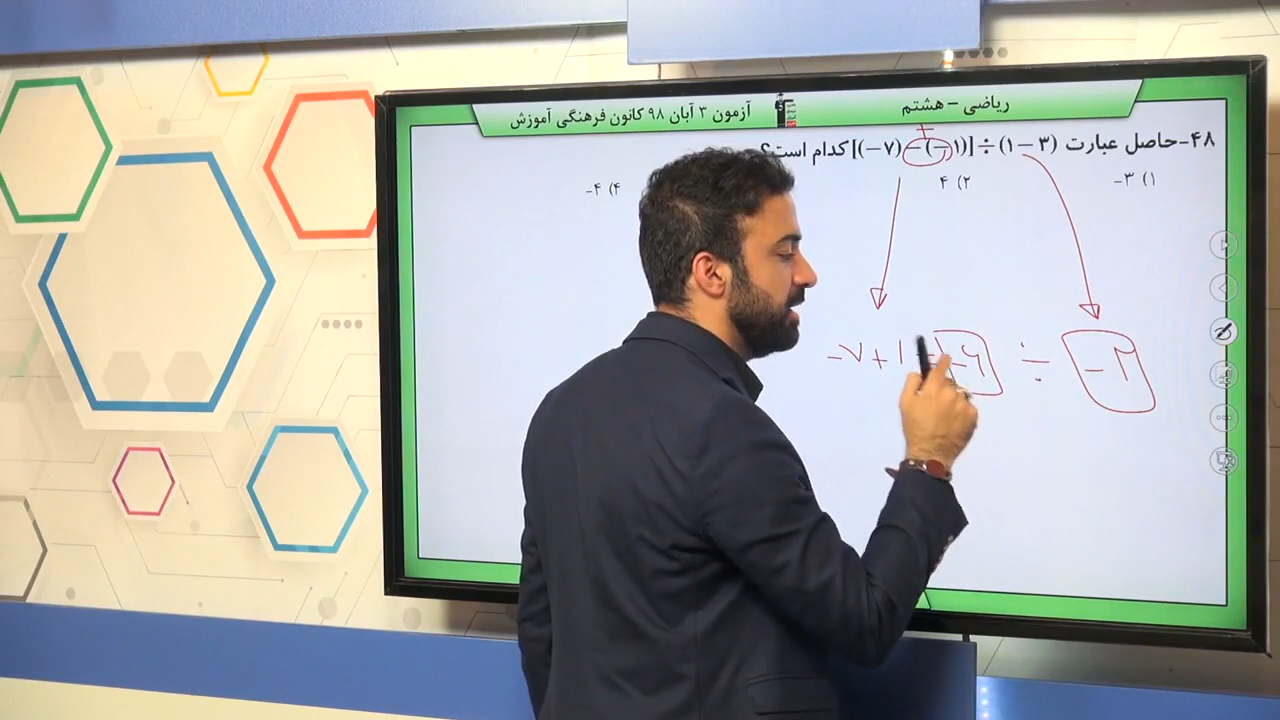 ریاضی – هشتم
آزمون ۳ آبان ۹۸ کانون فرهنگی آموزش
۴۸-حاصل عبارت [(−۷)−(−۱)]÷(۱−۳) کدام است؟
۱) ۳-
۲) ۴
۴) ۴-
+
−۷+۱=−۶ ÷ −۲